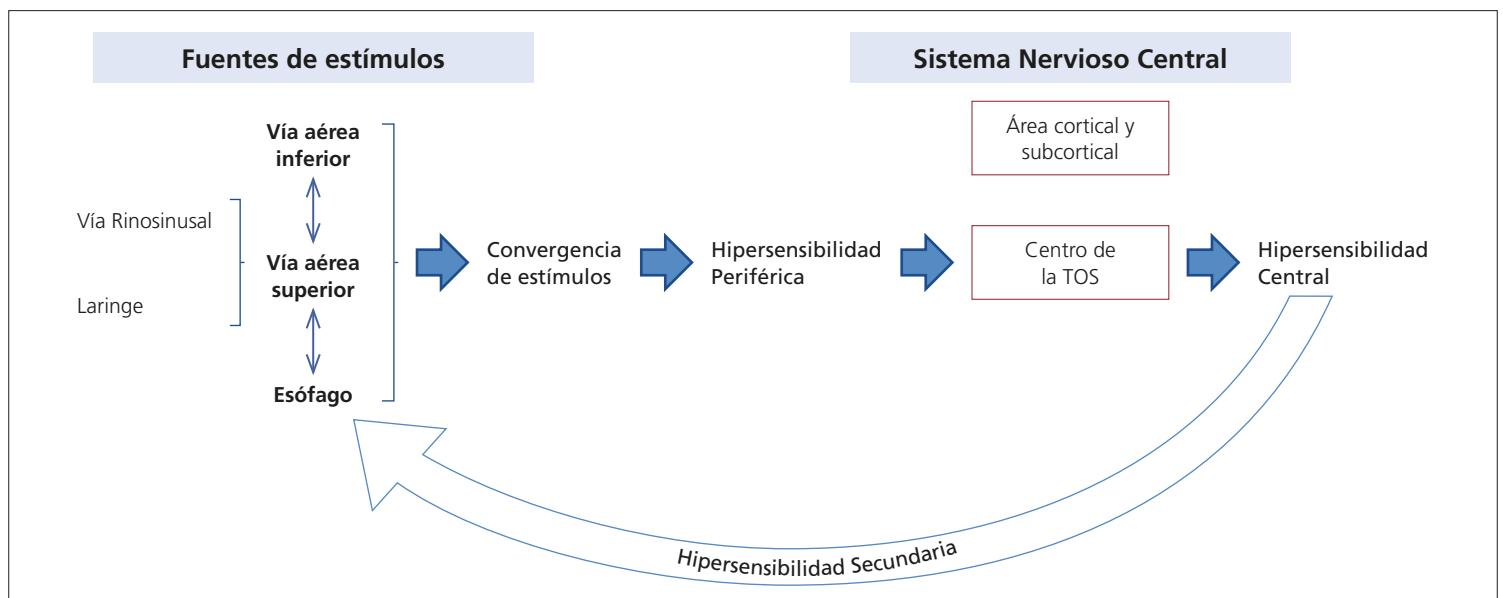 Fuentes de estímulos
Sistema Nervioso Central
Vía aérea
inferior
Vía Rinosinusal
Vía aérea
superior
Laringe
Esófago
Convergencia
de estímulos
Hipersensibilidad
Periférica
Área cortical y
subcortical
Centro de
la TOS
Hipersensibilidad
Central
Hipersensibilidad Secundaria